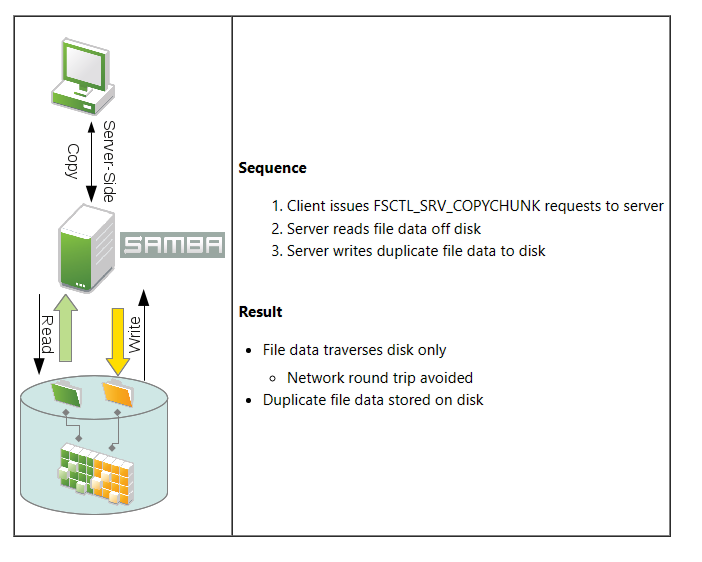 Server-Side
Copy
SAMBA
Read
Write
Sequence
1. Client issues FSCTL_SRV_COPYCHUNK requests to server
2. Server reads file data off disk
3. Server writes duplicate file data to disk
Result
• File data traverses disk only
◦ Network round trip avoided
• Duplicate file data stored on disk